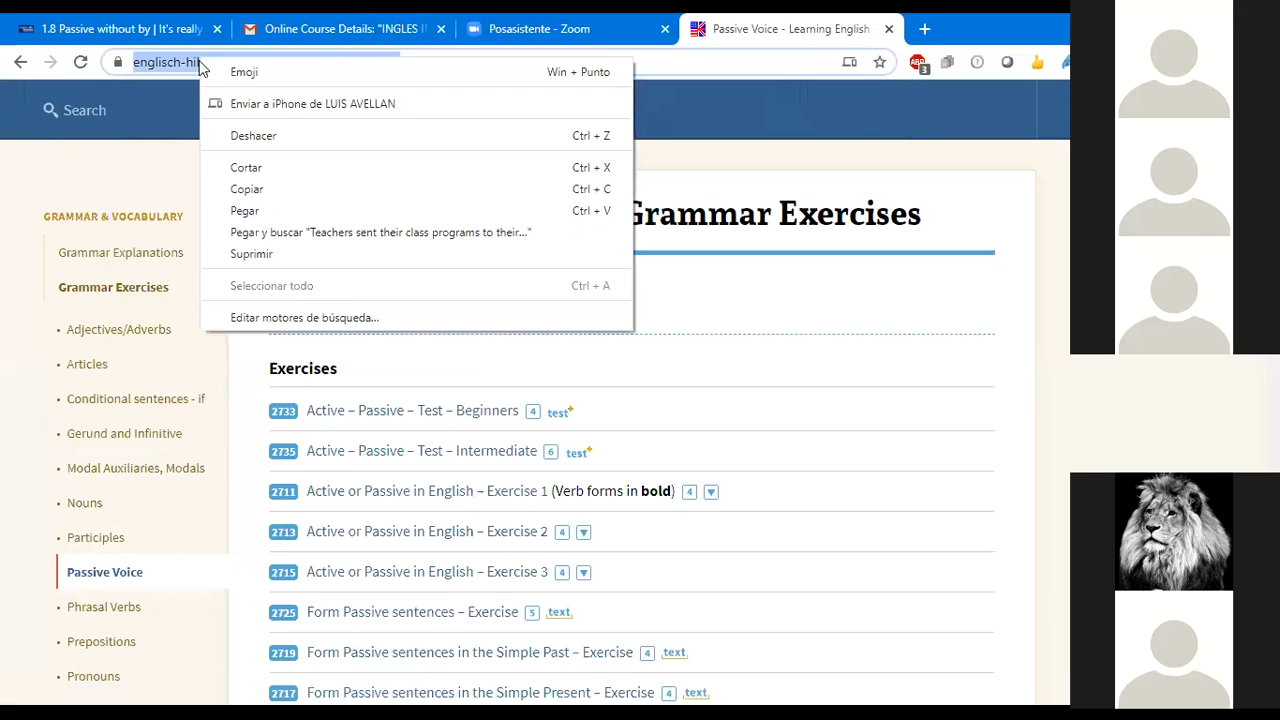 1.8 Passive without by | It's really
Online Course Details: "INGLES I
Posasistente - Zoom
Passive Voice - Learning English
englisch-hil
3
Emoji Win + Punto
Enviar a iPhone de LUIS AVELLAN
Deshacer Ctrl + Z
Cortar Ctrl + X
Copiar Ctrl + C
Pegar Ctrl + V
Pegar y buscar "Teachers sent their class programs to their..."
Suprimir
Seleccionar todo Ctrl + A
Editar motores de búsqueda...
Search
GRAMMAR & VOCABULARY
Grammar Explanations
Grammar Exercises
• Adjectives/Adverbs
• Articles
• Conditional sentences - if
• Gerund and Infinitive
• Modal Auxiliaries, Modals
• Nouns
• Participles
Passive Voice
• Phrasal Verbs
• Prepositions
• Pronouns
Grammar Exercises
Exercises
2733 Active – Passive – Test – Beginners 4 test+
2735 Active – Passive – Test – Intermediate 6 test+
2711 Active or Passive in English – Exercise 1 (Verb forms in bold) 4 ▼
2713 Active or Passive in English – Exercise 2 4 ▼
2715 Active or Passive in English – Exercise 3 4 ▼
2725 Form Passive sentences – Exercise 5 .text.
2719 Form Passive sentences in the Simple Past – Exercise 4 .text.
2717 Form Passive sentences in the Simple Present – Exercise 4 .text.